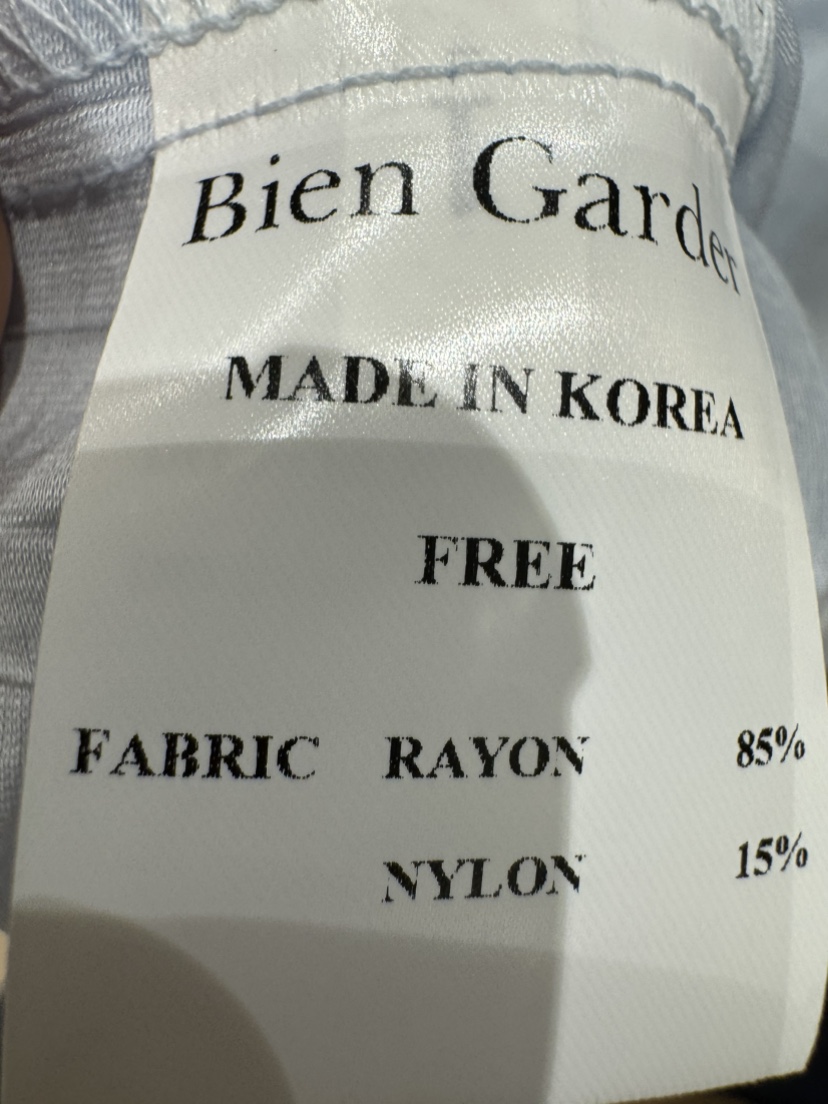 Bien Garder
MADE IN KOREA
FREE
FABRIC RAYON 85%
NYLON 15%